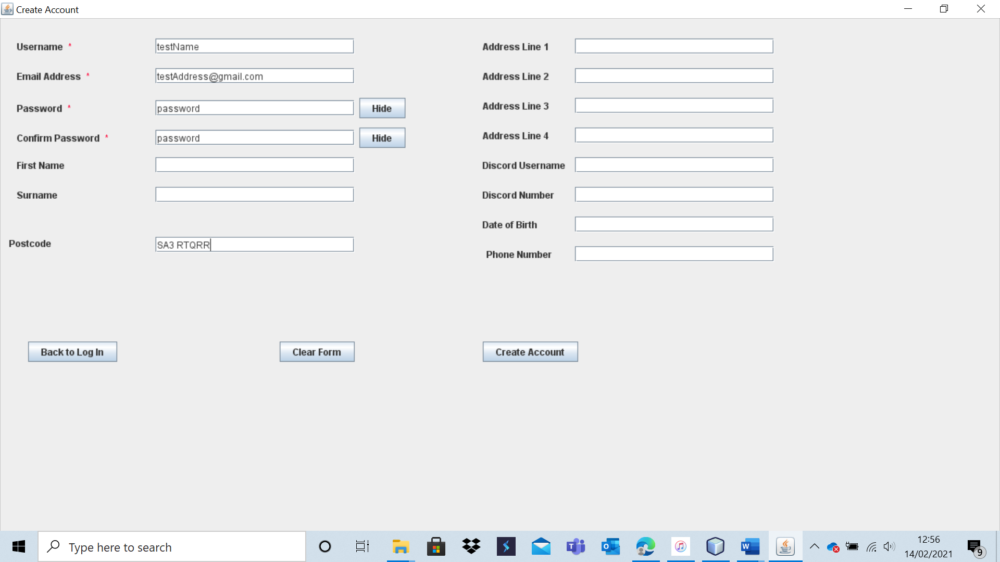 Create Account
Username *
testName
Email Address *
testAddress@gmail.com
Password *
password
Hide
Confirm Password *
password
Hide
First Name
Surname
Postcode
SA3 RTQRR
Address Line 1
Address Line 2
Address Line 3
Address Line 4
Discord Username
Discord Number
Date of Birth
Phone Number
Back to Log In
Clear Form
Create Account
Type here to search
12:56
14/02/2021
9